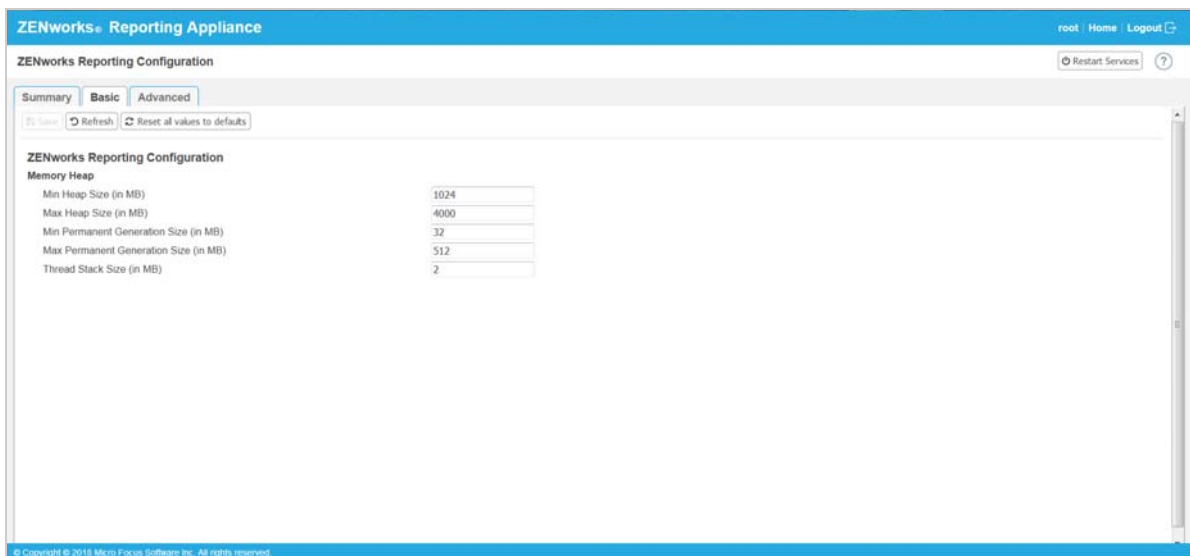 ZENworks® Reporting Appliance
root Home Logout
ZENworks Reporting Configuration
Restart Services ?
Summary Basic Advanced
Save Refresh Reset all values to defaults
ZENworks Reporting Configuration
Memory Heap
Min Heap Size (in MB) 1024
Max Heap Size (in MB) 4000
Min Permanent Generation Size (in MB) 32
Max Permanent Generation Size (in MB) 512
Thread Stack Size (in MB) 2
© Copyright © 2016 Micro Focus Software Inc. All rights reserved.